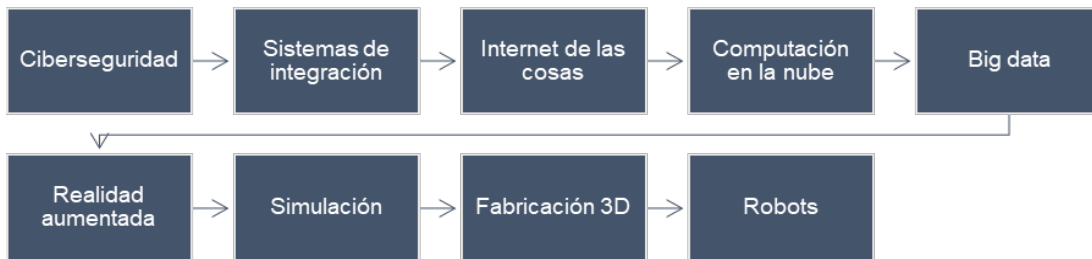 Ciberseguridad
Sistemas de
integración
Internet de las
cosas
Computación
en la nube
Big data
Realidad
aumentada
Simulación
Fabricación 3D
Robots